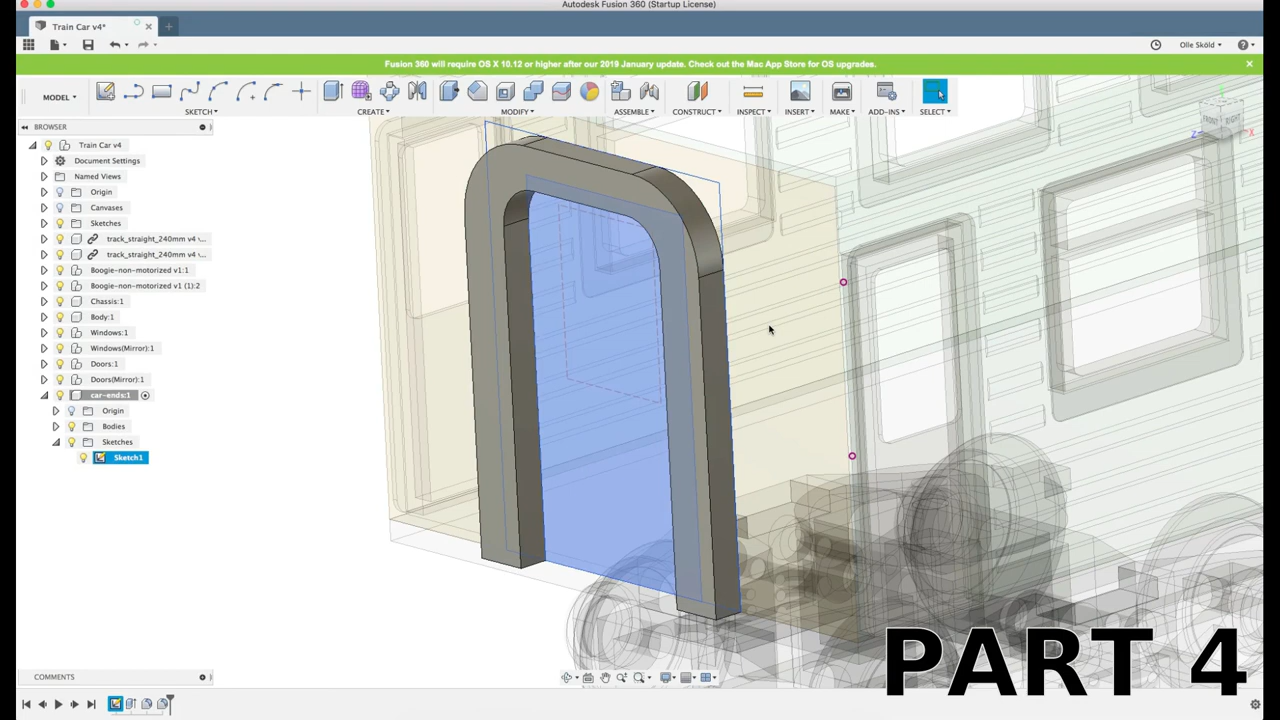 Autodesk Fusion 360 (Startup License)
Train Car v4*
Olle Sköld
Fusion 360 will require OS X 10.12 or higher after our 2019 January update. Check out the Mac App Store for OS upgrades.
MODEL
SKETCH
CREATE
MODIFY
ASSEMBLE
CONSTRUCT
INSPECT
INSERT
MAKE
ADD-INS
SELECT
BROWSER
FRONT
RIGHT
Z
X
Train Car v4
Document Settings
Named Views
Origin
Canvases
Sketches
track_straight_240mm v4 ...
track_straight_240mm v4 ...
Boogie-non-motorized v1:1
Boogie-non-motorized v1 (1):2
Chassis:1
Body:1
Windows:1
Windows(Mirror):1
Doors:1
Doors(Mirror):1
car-ends:1
Origin
Bodies
Sketches
Sketch1
PART 4
COMMENTS